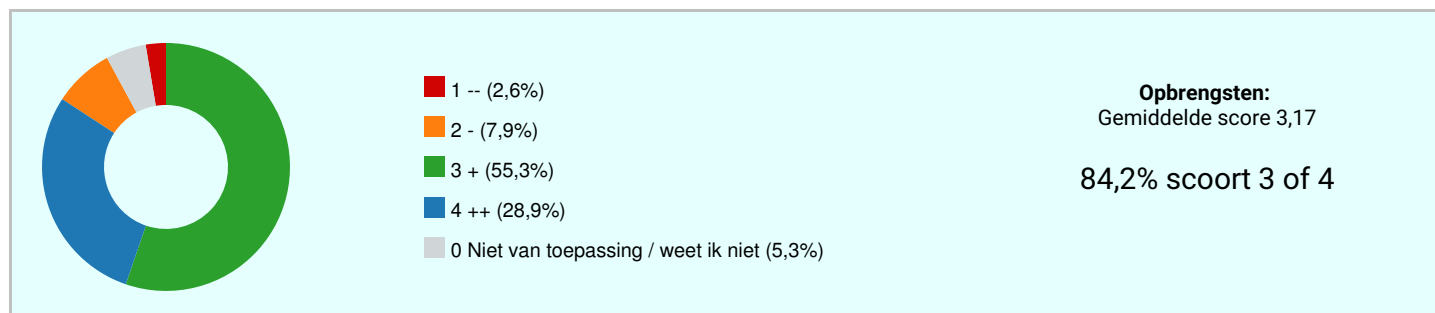 1 -- (2,6%)
2 - (7,9%)
3 + (55,3%)
4 ++ (28,9%)
0 Niet van toepassing / weet ik niet (5,3%)
Opbrengsten:
Gemiddelde score 3,17
84,2% scoort 3 of 4